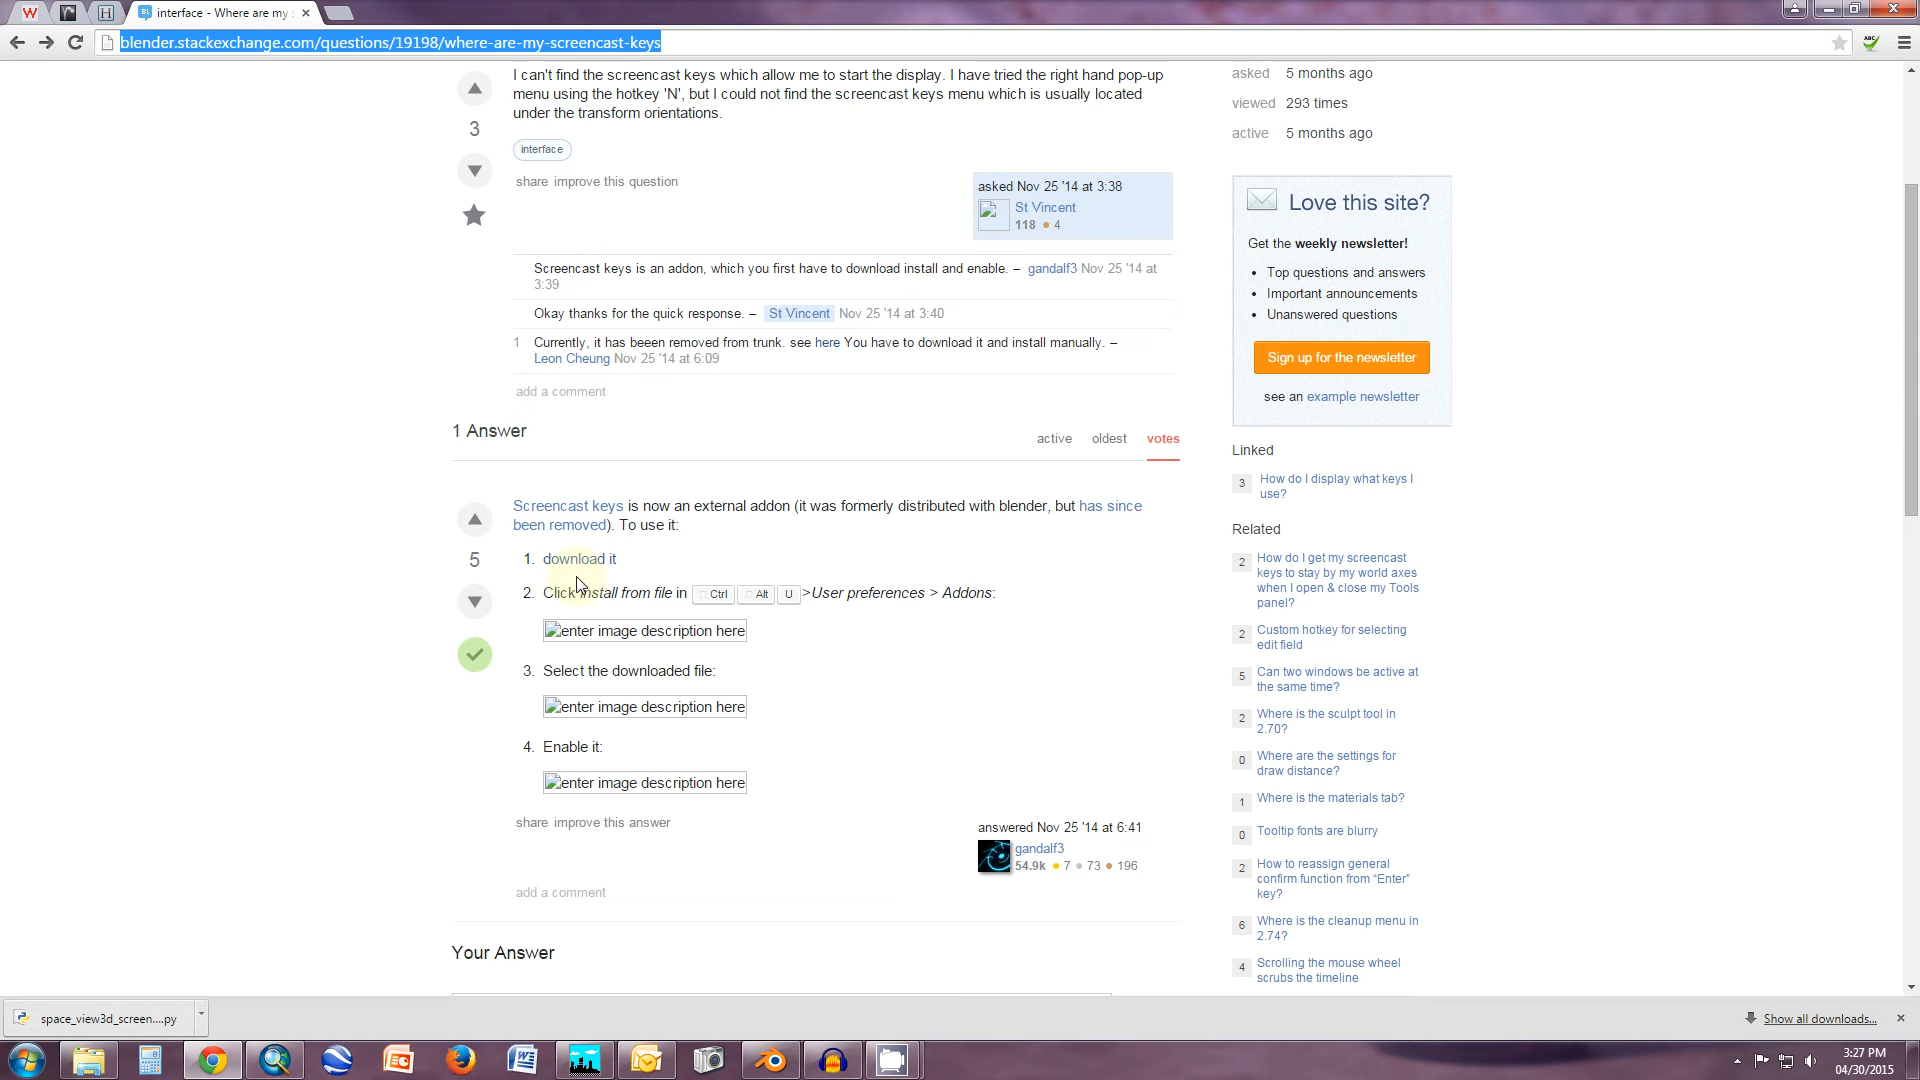 interface - Where are my
blender.stackexchange.com/questions/19198/where-are-my-screencast-keys
I can't find the screencast keys which allow me to start the display. I have tried the right hand pop-up
menu using the hotkey 'N', but I could not find the screencast keys menu which is usually located
under the transform orientations.
3
interface
share improve this question
asked Nov 25 '14 at 3:38
St Vincent
118 4
Screencast keys is an addon, which you first have to download install and enable. – gandalf3 Nov 25 '14 at
3:39
Okay thanks for the quick response. – St Vincent Nov 25 '14 at 3:40
1 Currently, it has beeen removed from trunk. see here You have to download it and install manually. –
Leon Cheung Nov 25 '14 at 6:09
add a comment
1 Answer
active oldest votes
Screencast keys is now an external addon (it was formerly distributed with blender, but has since
been removed). To use it:
5
1. download it
2. Click install from file in Ctrl Alt U >User preferences > Addons:
enter image description here
3. Select the downloaded file:
enter image description here
4. Enable it:
enter image description here
share improve this answer
answered Nov 25 '14 at 6:41
gandalf3
54.9k 7 73 196
add a comment
Your Answer
asked 5 months ago
viewed 293 times
active 5 months ago
Love this site?
Get the weekly newsletter!
• Top questions and answers
• Important announcements
• Unanswered questions
Sign up for the newsletter
see an example newsletter
Linked
3 How do I display what keys I
use?
Related
2 How do I get my screencast
keys to stay by my world axes
when I open & close my Tools
panel?
2 Custom hotkey for selecting
edit field
5 Can two windows be active at
the same time?
2 Where is the sculpt tool in
2.70?
0 Where are the settings for
draw distance?
1 Where is the materials tab?
0 Tooltip fonts are blurry
2 How to reassign general
confirm function from “Enter”
key?
6 Where is the cleanup menu in
2.74?
4 Scrolling the mouse wheel
scrubs the timeline
space_view3d_screen....py
Show all downloads...
3:27 PM
04/30/2015